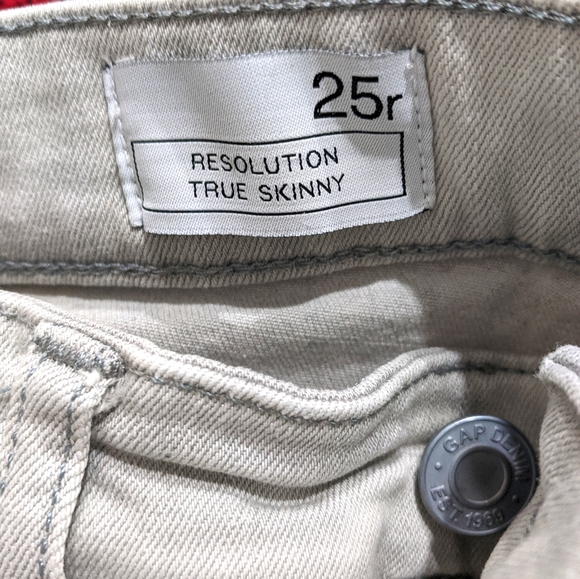 25r
RESOLUTION
TRUE SKINNY
· GAP DENIM ·
EST. 1969